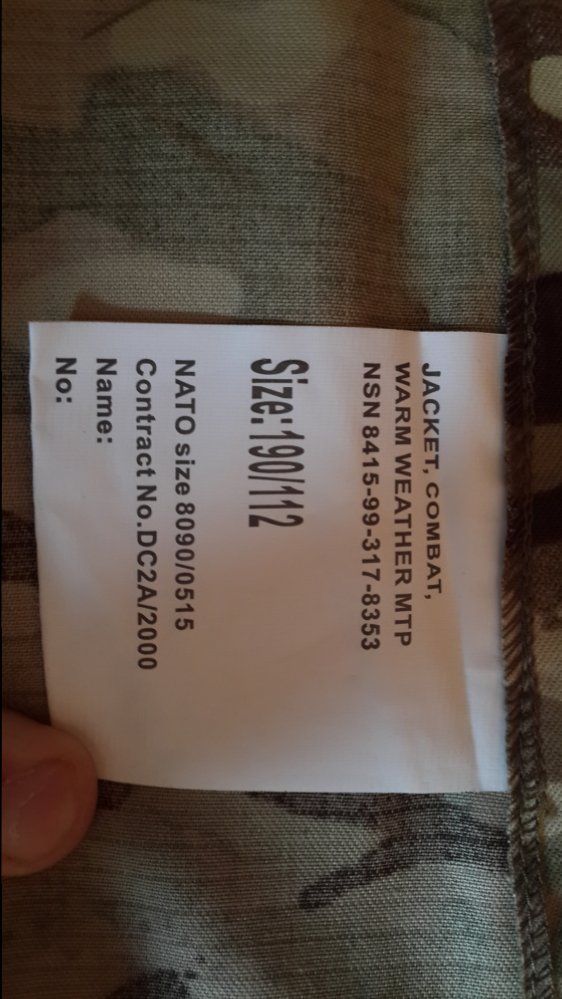 JACKET, COMBAT,
WARM WEATHER MTP
NSN 8415-99-317-8353
Size:190/112
NATO size 8090/0515
Contract No.DC2A/2000
Name:
No: